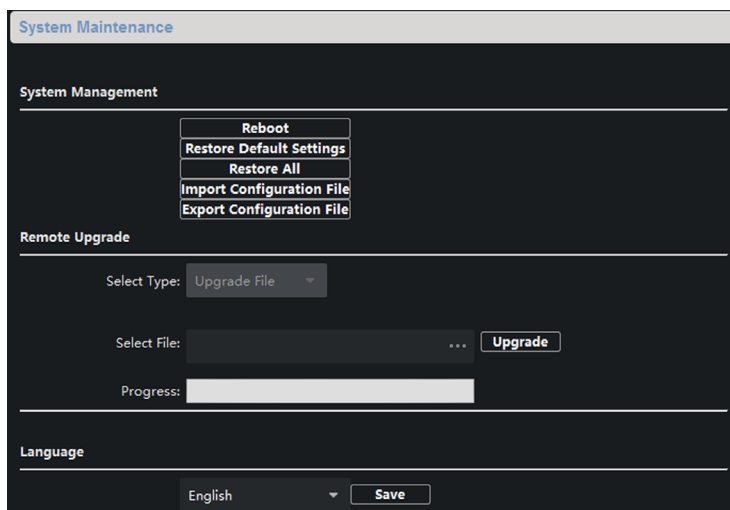 System Maintenance
System Management
Reboot
Restore Default Settings
Restore All
Import Configuration File
Export Configuration File
Remote Upgrade
Select Type: Upgrade File
Select File: ... Upgrade
Progress:
Language
English Save